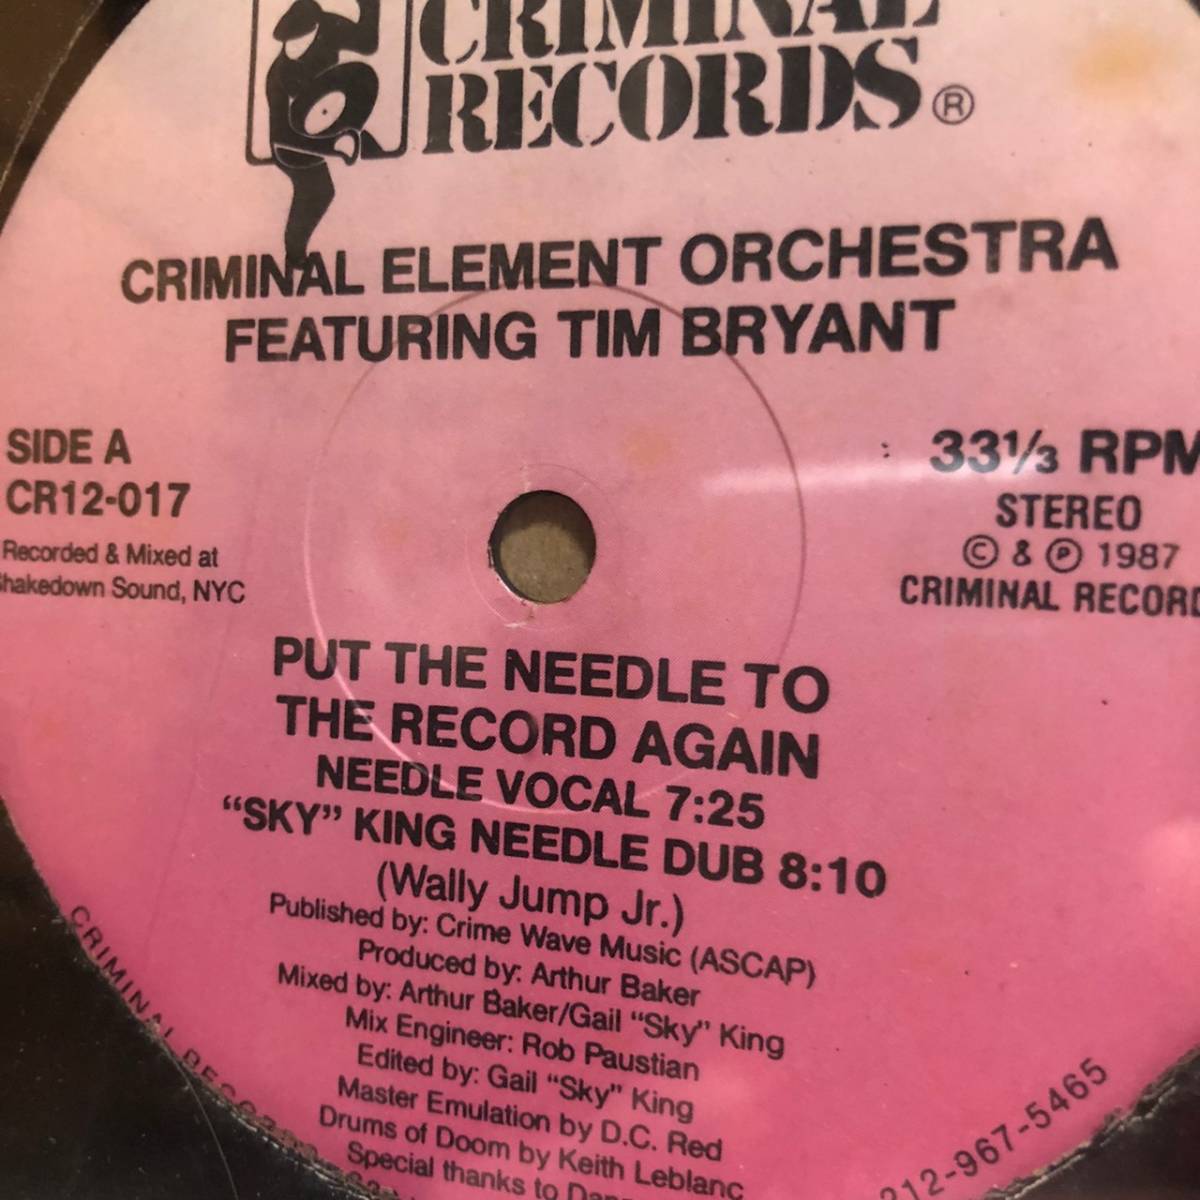 CRIMINAL
RECORDS ®
CRIMINAL ELEMENT ORCHESTRA
FEATURING TIM BRYANT
SIDE A
CR12-017
Recorded & Mixed at
Shakedown Sound, NYC
33⅓ RPM
STEREO
© & ℗ 1987
CRIMINAL RECORD
PUT THE NEEDLE TO
THE RECORD AGAIN
NEEDLE VOCAL 7:25
“SKY” KING NEEDLE DUB 8:10
(Wally Jump Jr.)
Published by: Crime Wave Music (ASCAP)
Produced by: Arthur Baker
Mixed by: Arthur Baker/Gail “Sky” King
Mix Engineer: Rob Paustian
Edited by: Gail “Sky” King
Master Emulation by D.C. Red
Drums of Doom by Keith Leblanc
Special thanks to
CRIMINAL
212-967-5465